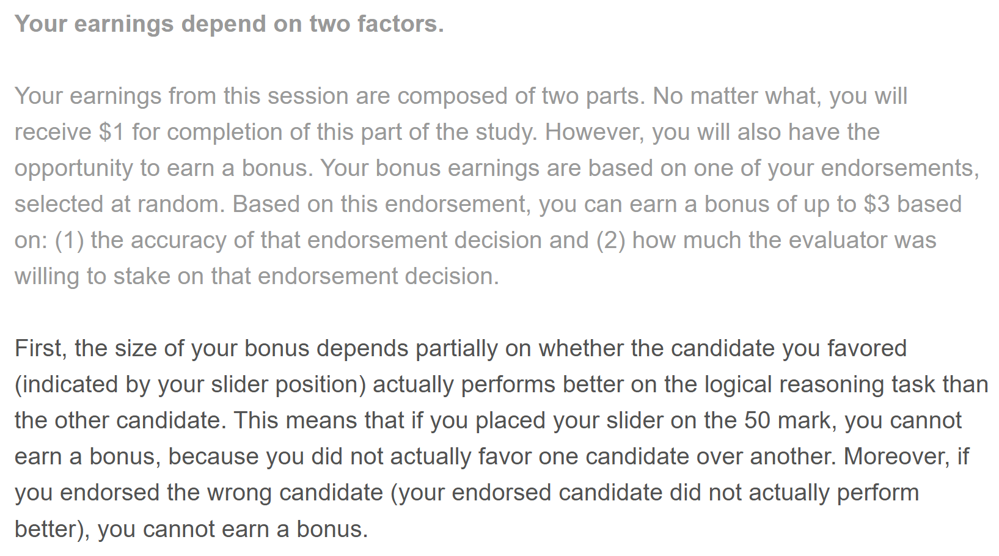 Your earnings depend on two factors.
Your earnings from this session are composed of two parts. No matter what, you will
receive $1 for completion of this part of the study. However, you will also have the
opportunity to earn a bonus. Your bonus earnings are based on one of your endorsements,
selected at random. Based on this endorsement, you can earn a bonus of up to $3 based
on: (1) the accuracy of that endorsement decision and (2) how much the evaluator was
willing to stake on that endorsement decision.
First, the size of your bonus depends partially on whether the candidate you favored
(indicated by your slider position) actually performs better on the logical reasoning task than
the other candidate. This means that if you placed your slider on the 50 mark, you cannot
earn a bonus, because you did not actually favor one candidate over another. Moreover, if
you endorsed the wrong candidate (your endorsed candidate did not actually perform
better), you cannot earn a bonus.